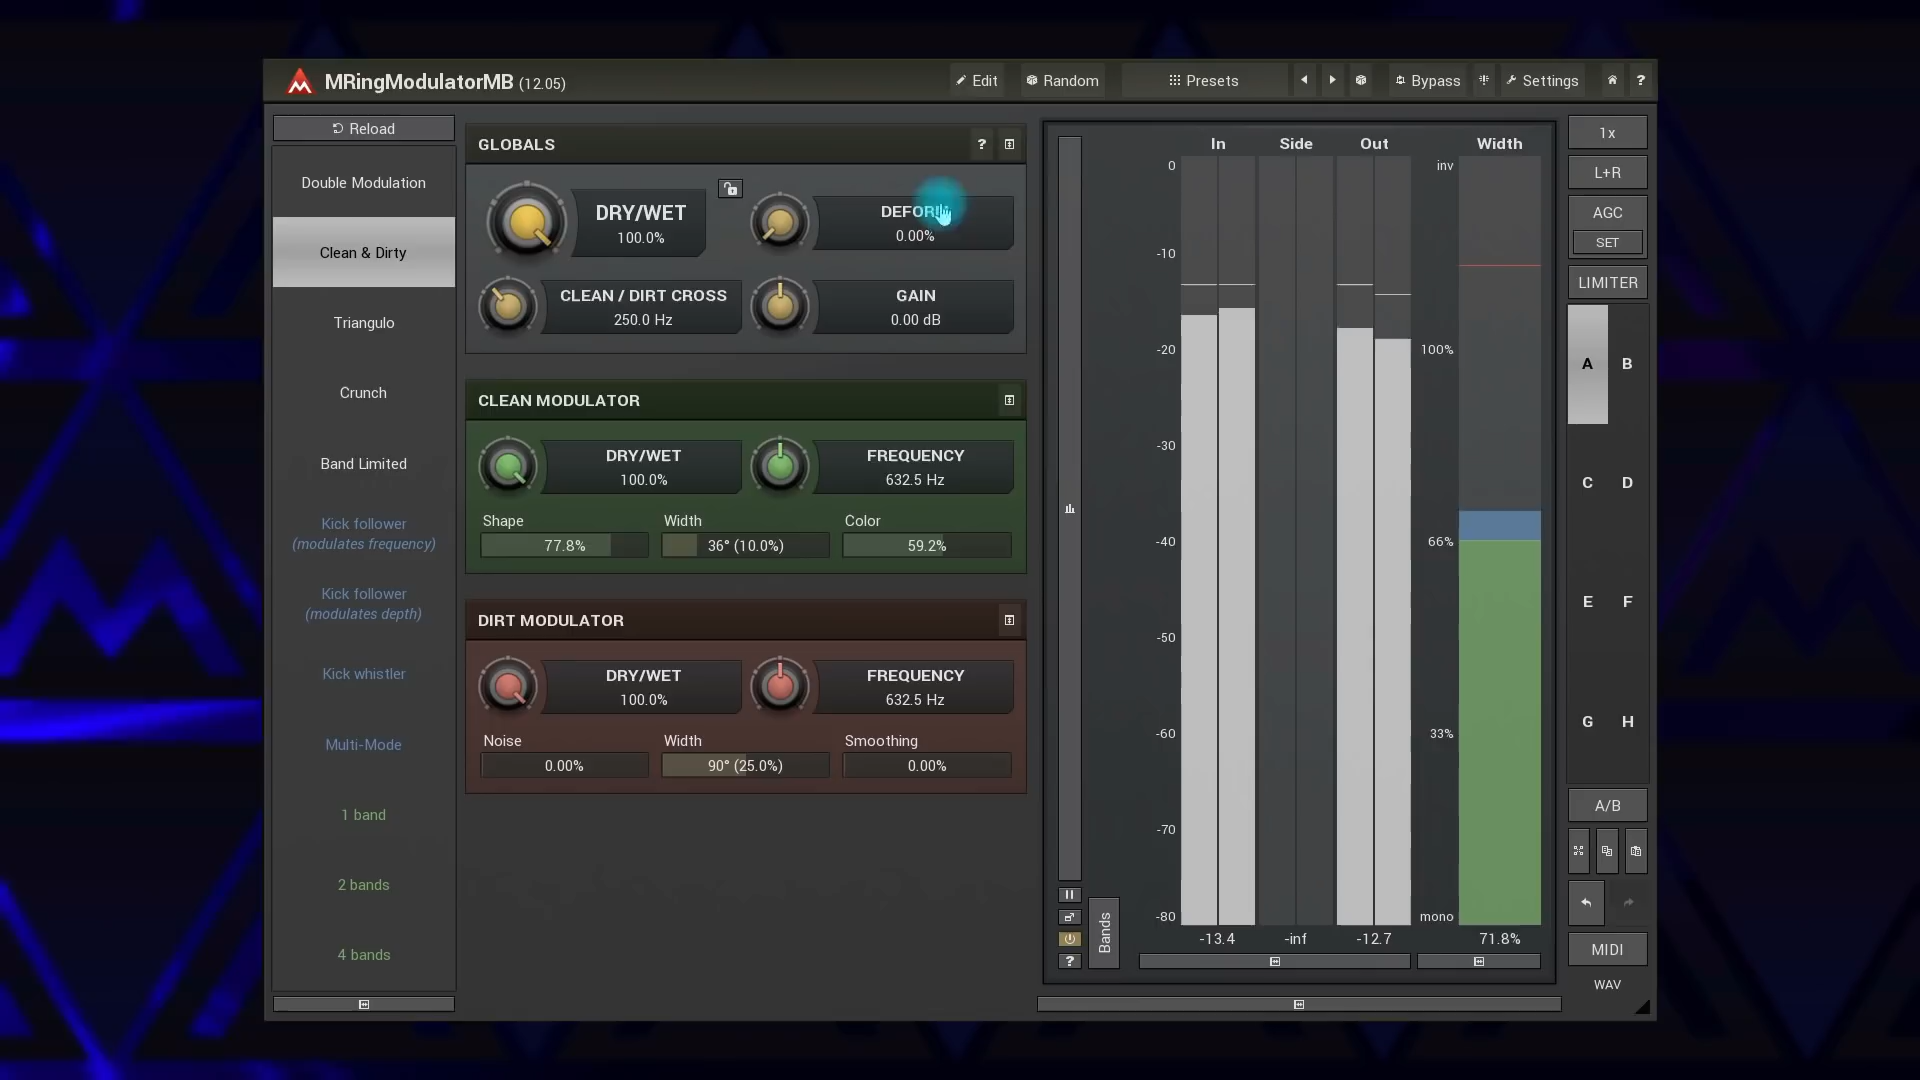 MRingModulatorMB (12.05)
Edit
Random
Presets
Bypass
Settings
?
Reload
Double Modulation
Clean & Dirty
Triangulo
Crunch
Band Limited
Kick follower
(modulates frequency)
Kick follower
(modulates depth)
Kick whistler
Multi-Mode
1 band
2 bands
4 bands
GLOBALS
?
DRY/WET
100.0%
DEFORM
0.00%
CLEAN / DIRT CROSS
250.0 Hz
GAIN
0.00 dB
CLEAN MODULATOR
DRY/WET
100.0%
FREQUENCY
632.5 Hz
Shape
77.8%
Width
36° (10.0%)
Color
59.2%
DIRT MODULATOR
DRY/WET
100.0%
FREQUENCY
632.5 Hz
Noise
0.00%
Width
90° (25.0%)
Smoothing
0.00%
In
Side
Out
Width
0
-10
-20
-30
-40
-50
-60
-70
-80
inv
100%
66%
33%
mono
-13.4
-inf
-12.7
71.8%
?
Bands
1x
L+R
AGC
SET
LIMITER
A
B
C
D
E
F
G
H
A/B
MIDI
WAV